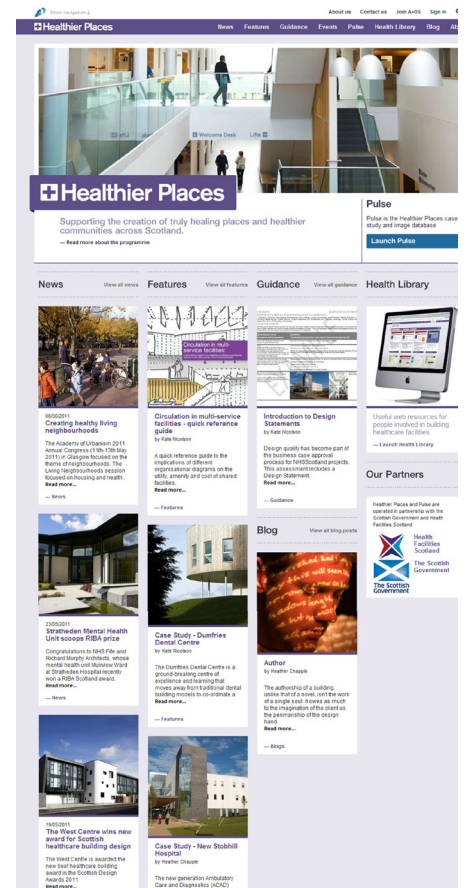 Show navigation
About us Contact us Join A+DS Sign in
Healthier Places
News Features Guidance Events Pulse Health Library Blog
Welcome Desk Lifts
Healthier Places
Supporting the creation of truly healing places and healthier
communities across Scotland.
— Read more about the programme
Pulse
Pulse is the Healthier Places case
study and image database
Launch Pulse
News View all news
08/06/2011
Creating healthy living
neighbourhoods
The Academy of Urbanism 2011
Annual Congress (11th-13th May
2011) in Glasgow focused on the
theme of neighbourhoods. The
Living Neighbourhoods session
focused on housing and health.
Read more...
— News
23/05/2011
Stratheden Mental Health
Unit scoops RIBA prize
Congratulations to NHS Fife and
Richard Murphy Architects, whose
mental health unit Muirview Ward
at Stratheden Hospital recently
won a RIBA Scotland award.
Read more...
— News
19/05/2011
The West Centre wins new
award for Scottish
healthcare building design
The West Centre is awarded the
new best healthcare building
award in the Scottish Design
Awards 2011
Read more...
Features View all features
Circulation in multi-
service facilities
Circulation in multi-service
facilities - quick reference
guide
by Kate Nicolson
A quick reference guide to the
implications of different
organisational diagrams on the
utility, amenity and cost of shared
facilities.
Read more...
— Features
Case Study - Dumfries
Dental Centre
by Kate Nicolson
The Dumfries Dental Centre is a
ground-breaking centre of
excellence and learning that
moves away from traditional dental
building models to co-ordinate a
Read more...
— Features
Case Study - New Stobhill
Hospital
by Heather Chapple
The new generation Ambulatory
Care and Diagnostics (ACAD)
Guidance View all guidance
Introduction to Design
Statements
by Kate Nicolson
Design quality has become part of
the business case approval
process for NHSScotland projects.
This assessment includes a
Design Statement.
Read more...
— Guidance
Blog View all blog posts
Author
by Heather Chapple
The authorship of a building,
unlike that of a novel, isn't the work
of a single soul: it owes as much
to the imagination of the client as
the penmanship of the design
hand.
Read more...
— Blogs
Health Library
Useful web resources for
people involved in building
healthcare facilities.
— Launch Health Library
Our Partners
Healthier Places and Pulse are
operated in partnership with the
Scottish Government and Health
Facilities Scotland
Health
Facilities
Scotland
The Scottish
Government
The Scottish
Government